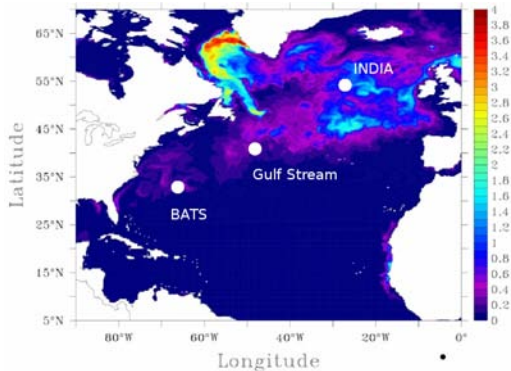 65°N
55°N
45°N
35°N
25°N
15°N
5°N
Latitude
80°W
60°W
40°W
20°W
0°
Longitude
INDIA
Gulf Stream
BATS
4
3.8
3.6
3.4
3.2
3
2.8
2.6
2.4
2.2
2
1.8
1.6
1.4
1.2
1
0.8
0.6
0.4
0.2
0